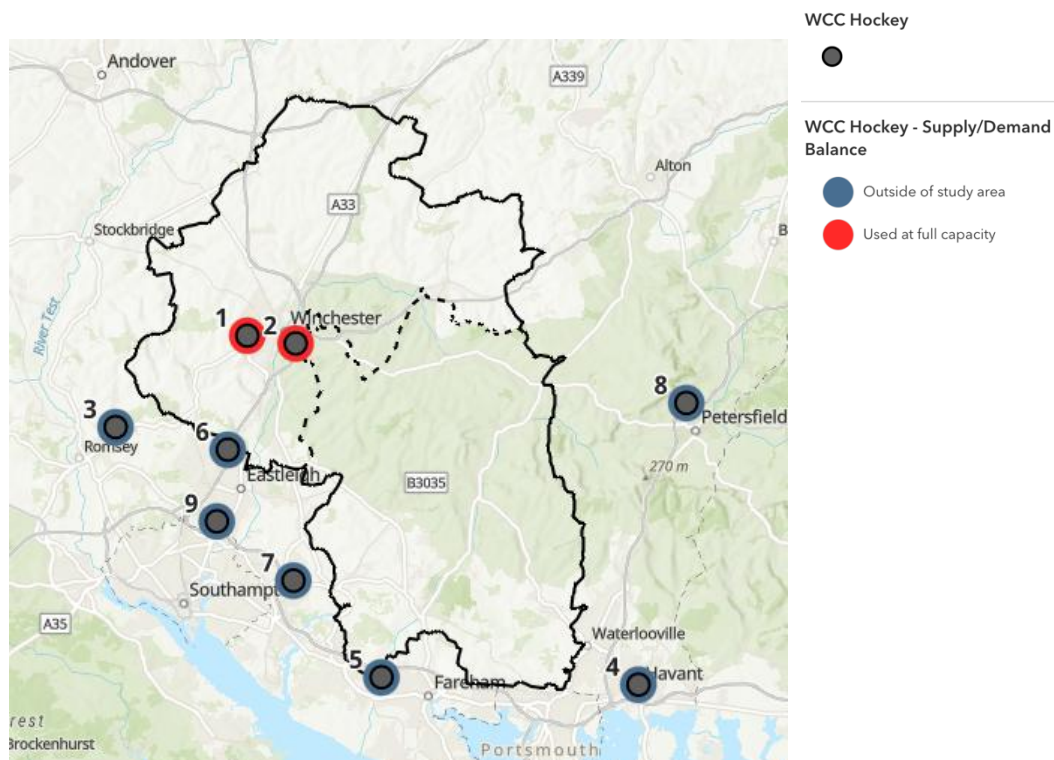 WCC Hockey
WCC Hockey - Supply/Demand
Balance
Outside of study area
Used at full capacity
Andover
A339
Alton
A33
Stockbridge
B
River Test
1
2
Winchester
8
Petersfield
3
Romsey
6
270 m
Eastleigh
B3035
9
7
Southampt
A35
Waterlooville
5
4
Havant
Fareham
rest
Brockenhurst
Portsmouth